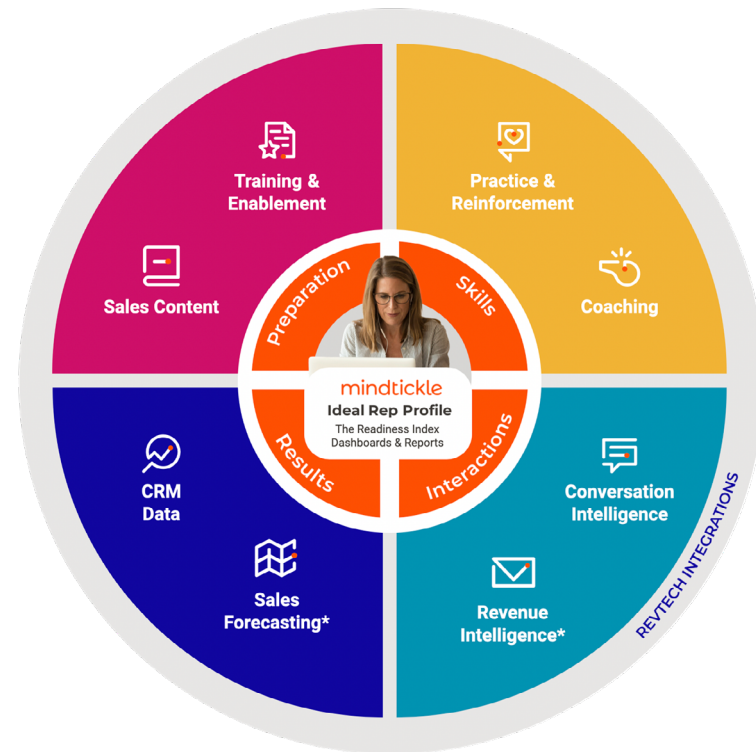 Training &
Enablement
Sales Content
Practice &
Reinforcement
Coaching
Preparation
Skills
mindtickle
Ideal Rep Profile
The Readiness Index
Dashboards & Reports
Results
Interactions
CRM
Data
Sales
Forecasting*
Conversation
Intelligence
Revenue
Intelligence*
REVTECH INTEGRATIONS